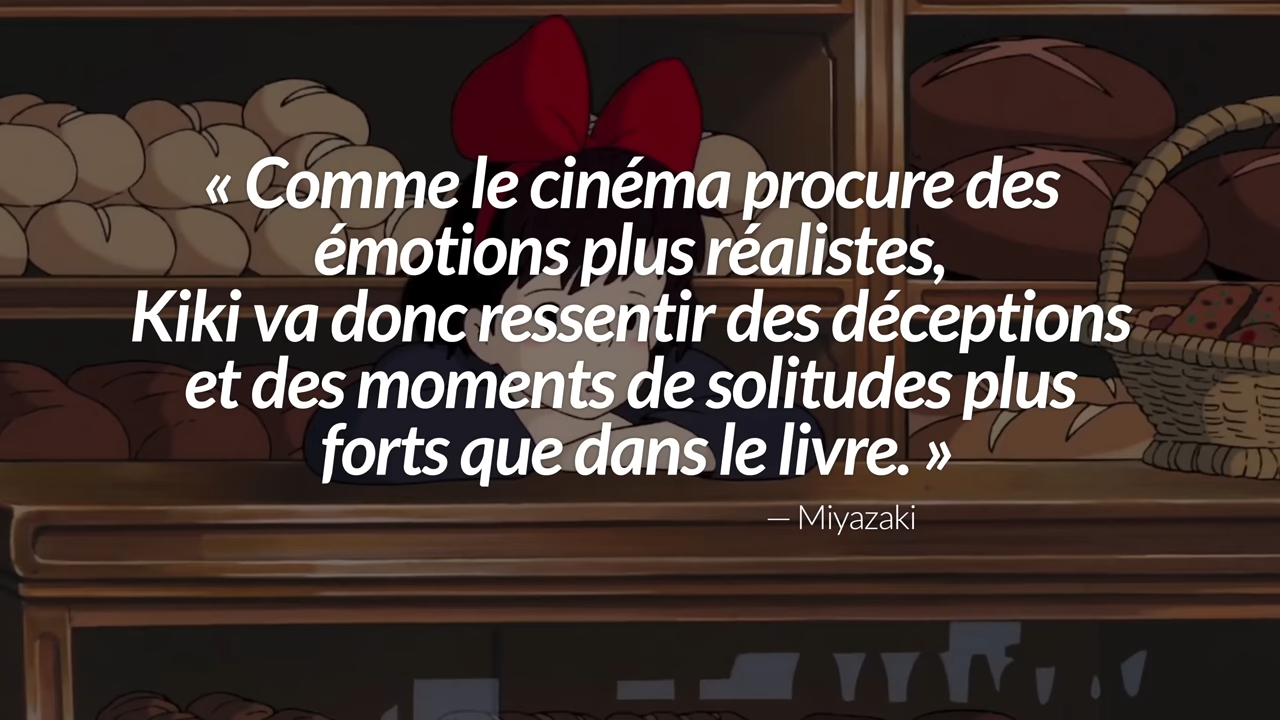 « Comme le cinéma procure des
émotions plus réalistes,
Kiki va donc ressentir des déceptions
et des moments de solitudes plus
forts que dans le livre. »
— Miyazaki